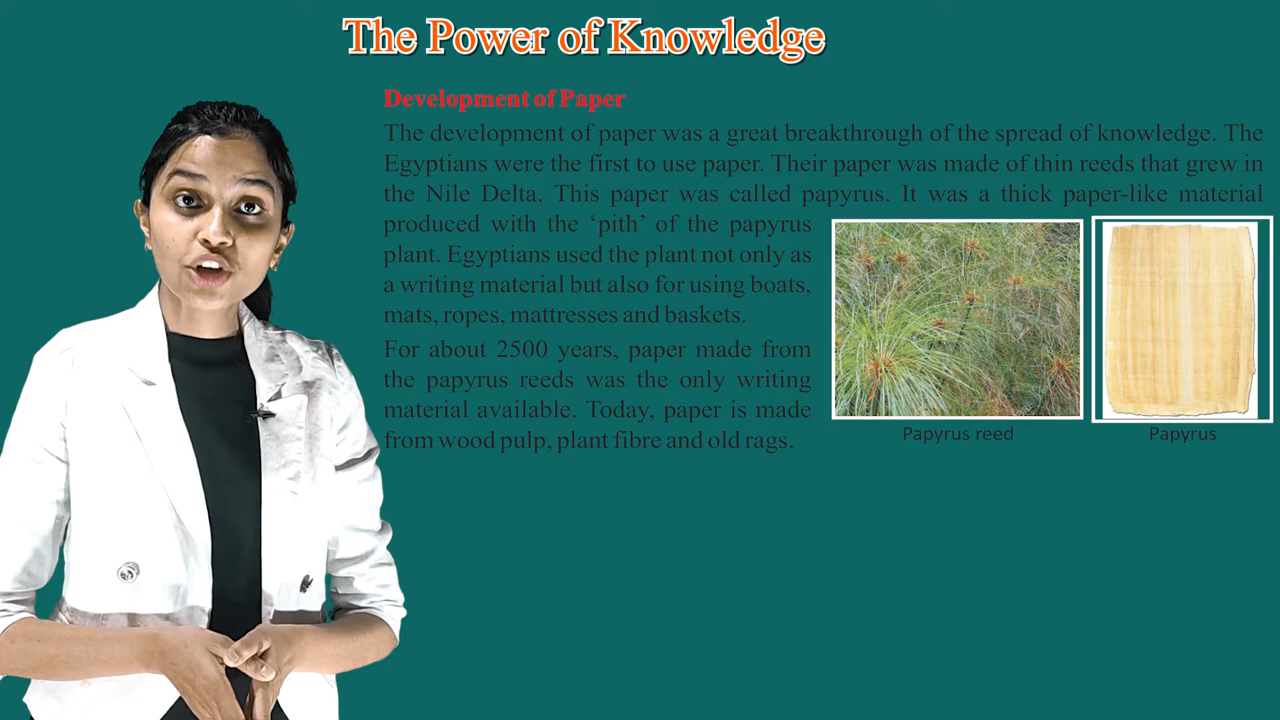 The Power of Knowledge
Development of Paper
The development of paper was a great breakthrough of the spread of knowledge. The
Egyptians were the first to use paper. Their paper was made of thin reeds that grew in
the Nile Delta. This paper was called papyrus. It was a thick paper-like material
produced with the ‘pith’ of the papyrus
plant. Egyptians used the plant not only as
a writing material but also for using boats,
mats, ropes, mattresses and baskets.
For about 2500 years, paper made from
the papyrus reeds was the only writing
material available. Today, paper is made
from wood pulp, plant fibre and old rags.
Papyrus reed
Papyrus